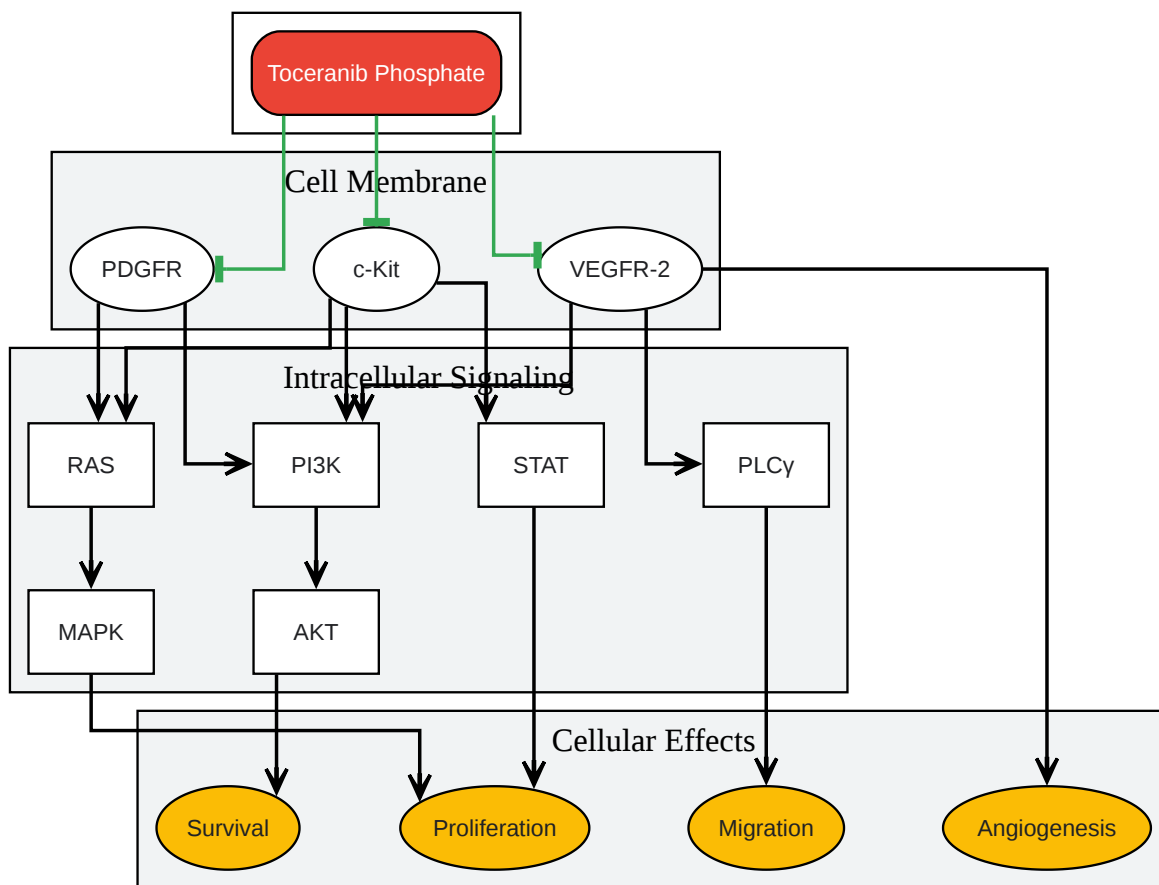 Toceranib Phosphate
Cell Membrane
PDGFR
c-Kit
VEGFR-2
Intracellular Signaling
RAS
PI3K
STAT
PLCγ
MAPK
AKT
Cellular Effects
Survival
Proliferation
Migration
Angiogenesis